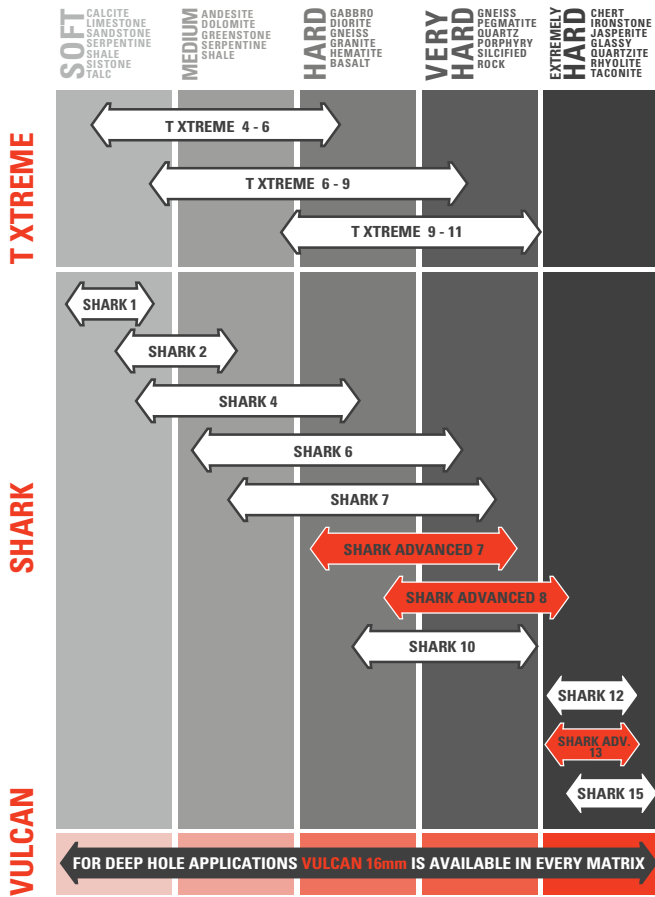 SOFT
CALCITE
LIMESTONE
SANDSTONE
SERPENTINE
SHALE
SISTONE
TALC
MEDIUM
ANDESITE
DOLOMITE
GREENSTONE
SERPENTINE
SHALE
HARD
GABBRO
DIORITE
GNEISS
GRANITE
HEMATITE
BASALT
VERY
HARD
GNEISS
PEGMATITE
QUARTZ
PORPHYRY
SILCIFIED
ROCK
EXTREMELY
HARD
CHERT
IRONSTONE
JASPERITE
GLASSY
QUARTZITE
RHYOLITE
TACONITE
T XTREME
T XTREME 4 - 6
T XTREME 6 - 9
T XTREME 9 - 11
SHARK
SHARK 1
SHARK 2
SHARK 4
SHARK 6
SHARK 7
SHARK ADVANCED 7
SHARK ADVANCED 8
SHARK 10
SHARK 12
SHARK ADV.
13
SHARK 15
VULCAN
FOR DEEP HOLE APPLICATIONS VULCAN 16mm IS AVAILABLE IN EVERY MATRIX